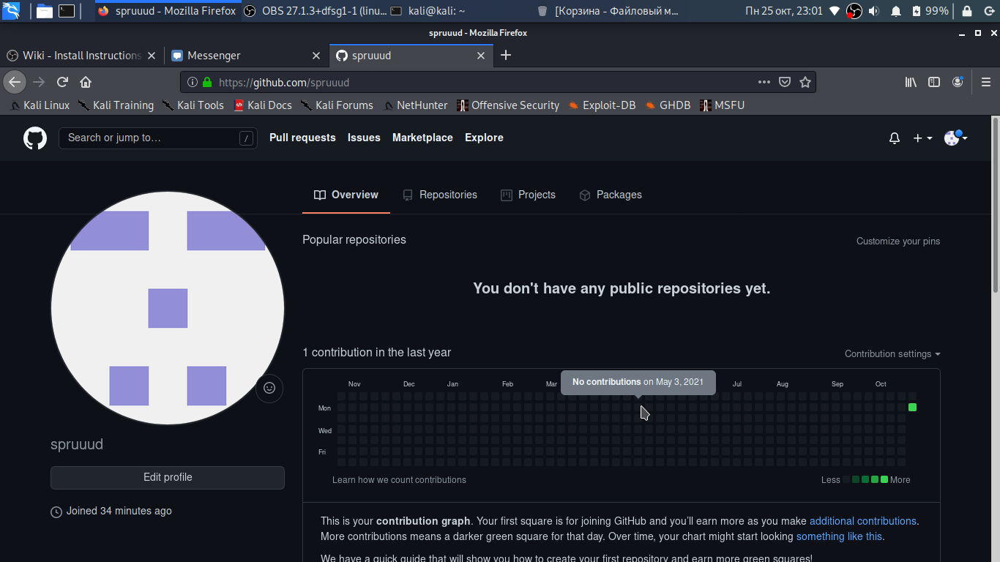 spruuud - Mozilla Firefox
OBS 27.1.3+dfsg1-1 (linu...
kali@kali: ~
[Корзина - Файловый м...
Пн 25 окт, 23:01
99%
spruuud - Mozilla Firefox
Wiki - Install Instructions
Messenger
spruuud
https://github.com/spruuud
Kali Linux
Kali Training
Kali Tools
Kali Docs
Kali Forums
NetHunter
Offensive Security
Exploit-DB
GHDB
MSFU
Search or jump to…
/
Pull requests
Issues
Marketplace
Explore
Overview
Repositories
Projects
Packages
Popular repositories
Customize your pins
You don't have any public repositories yet.
1 contribution in the last year
Contribution settings
No contributions on May 3, 2021
Nov
Dec
Jan
Feb
Mar
Jul
Aug
Sep
Oct
Mon
Wed
Fri
Learn how we count contributions
Less
More
spruuud
Edit profile
Joined 34 minutes ago
This is your contribution graph. Your first square is for joining GitHub and you’ll earn more as you make additional contributions.
More contributions means a darker green square for that day. Over time, your chart might start looking something like this.
We have a quick guide that will show you how to create your first repository and earn more green squares!